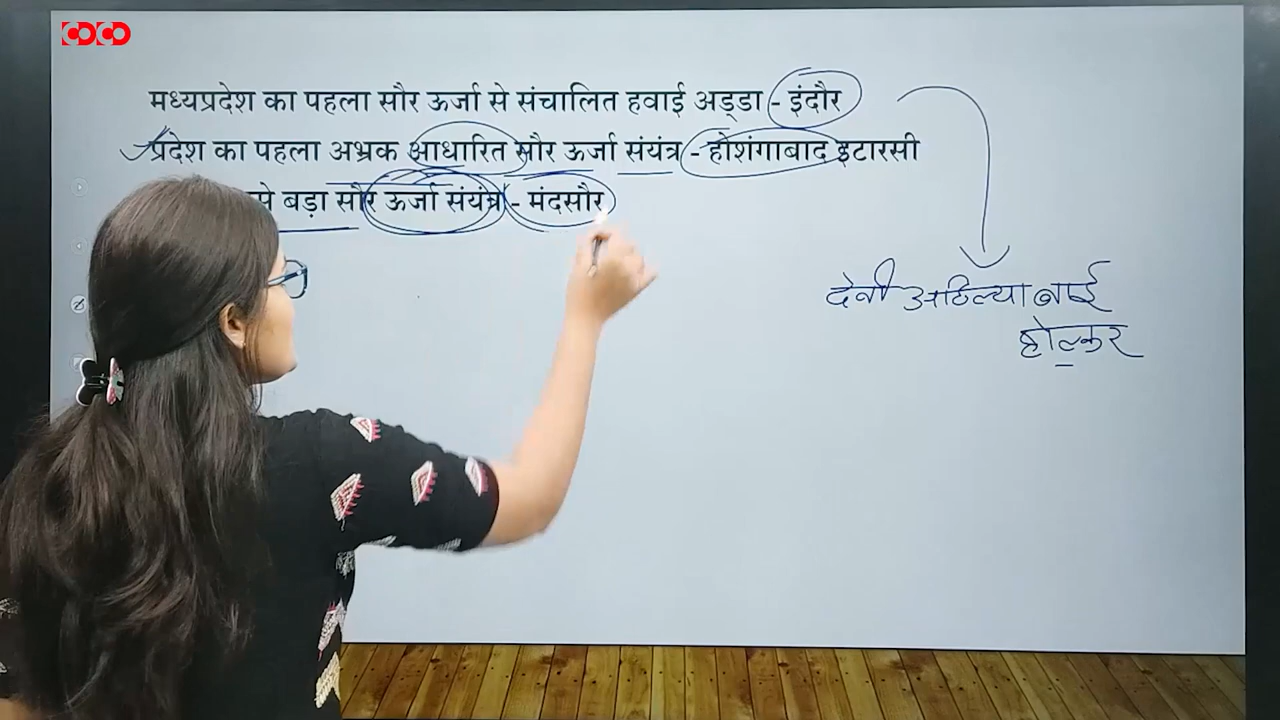 COCO
मध्यप्रदेश का पहला सौर ऊर्जा से संचालित हवाई अड्डा - इंदौर
प्रदेश का पहला अभ्रक आधारित सौर ऊर्जा संयंत्र - होशंगाबाद इटारसी
से बड़ा सौर ऊर्जा संयंत्र - मंदसौर
देवी अहिल्या बाई
होल्कर